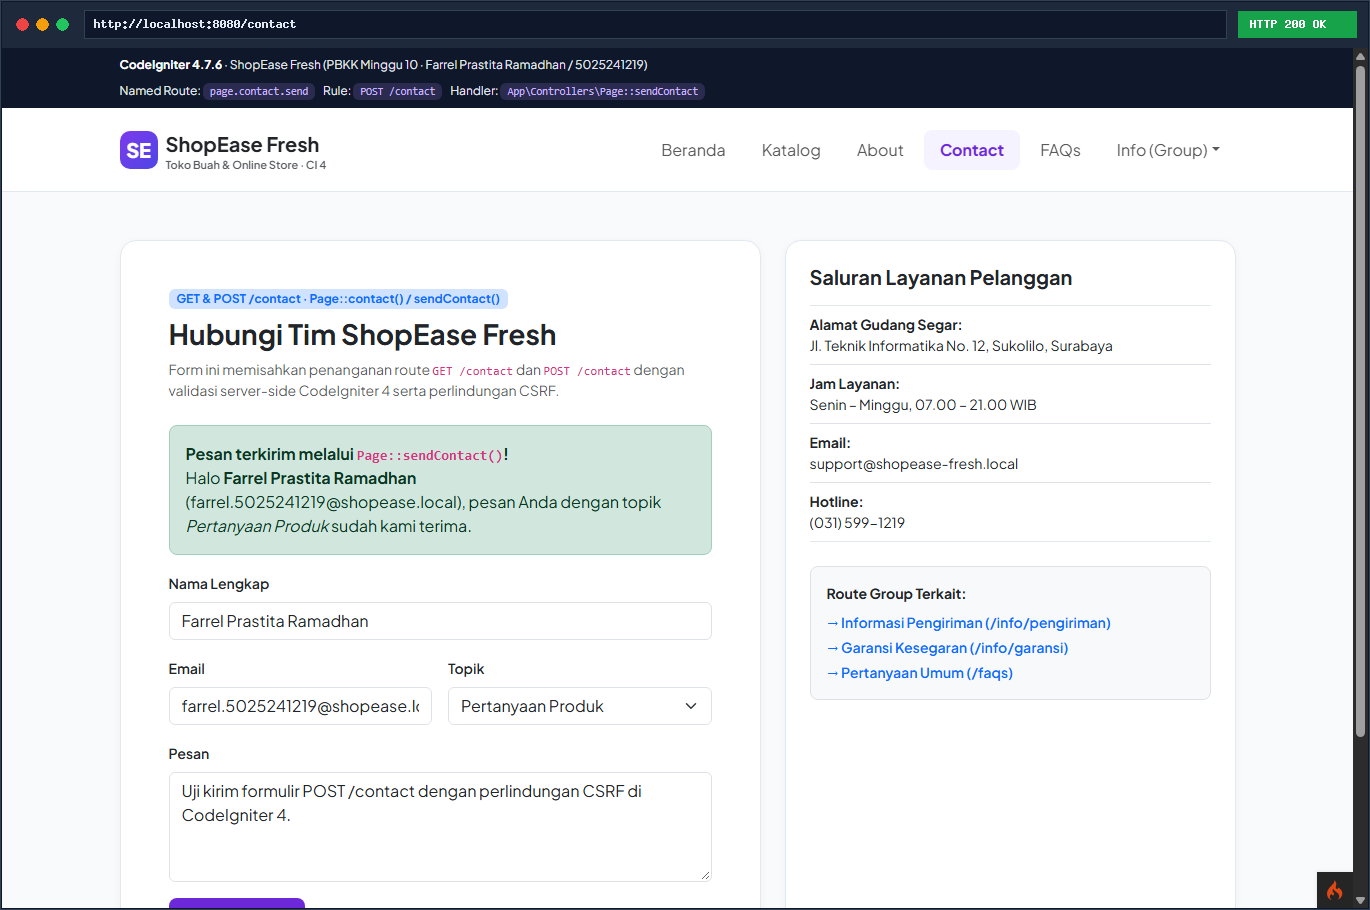 http://localhost:8080/contact
HTTP 200 OK
CodeIgniter 4.7.6 · ShopEase Fresh (PBKK Minggu 10 · Farrel Prastita Ramadhan / 5025241219)
Named Route: page.contact.send Rule: POST /contact Handler: App\Controllers\Page::sendContact
SE
ShopEase Fresh
Toko Buah & Online Store · CI 4
Beranda
Katalog
About
Contact
FAQs
Info (Group)
GET & POST /contact · Page::contact() / sendContact()
Hubungi Tim ShopEase Fresh
Form ini memisahkan penanganan route GET /contact dan POST /contact dengan
validasi server-side CodeIgniter 4 serta perlindungan CSRF.
Pesan terkirim melalui Page::sendContact()!
Halo Farrel Prastita Ramadhan
(farrel.5025241219@shopease.local), pesan Anda dengan topik
Pertanyaan Produk sudah kami terima.
Nama Lengkap
Farrel Prastita Ramadhan
Email
Topik
farrel.5025241219@shopease.lo
Pertanyaan Produk
Pesan
Uji kirim formulir POST /contact dengan perlindungan CSRF di
CodeIgniter 4.
Saluran Layanan Pelanggan
Alamat Gudang Segar:
Jl. Teknik Informatika No. 12, Sukolilo, Surabaya
Jam Layanan:
Senin – Minggu, 07.00 – 21.00 WIB
Email:
support@shopease-fresh.local
Hotline:
(031) 599-1219
Route Group Terkait:
→ Informasi Pengiriman (/info/pengiriman)
→ Garansi Kesegaran (/info/garansi)
→ Pertanyaan Umum (/faqs)